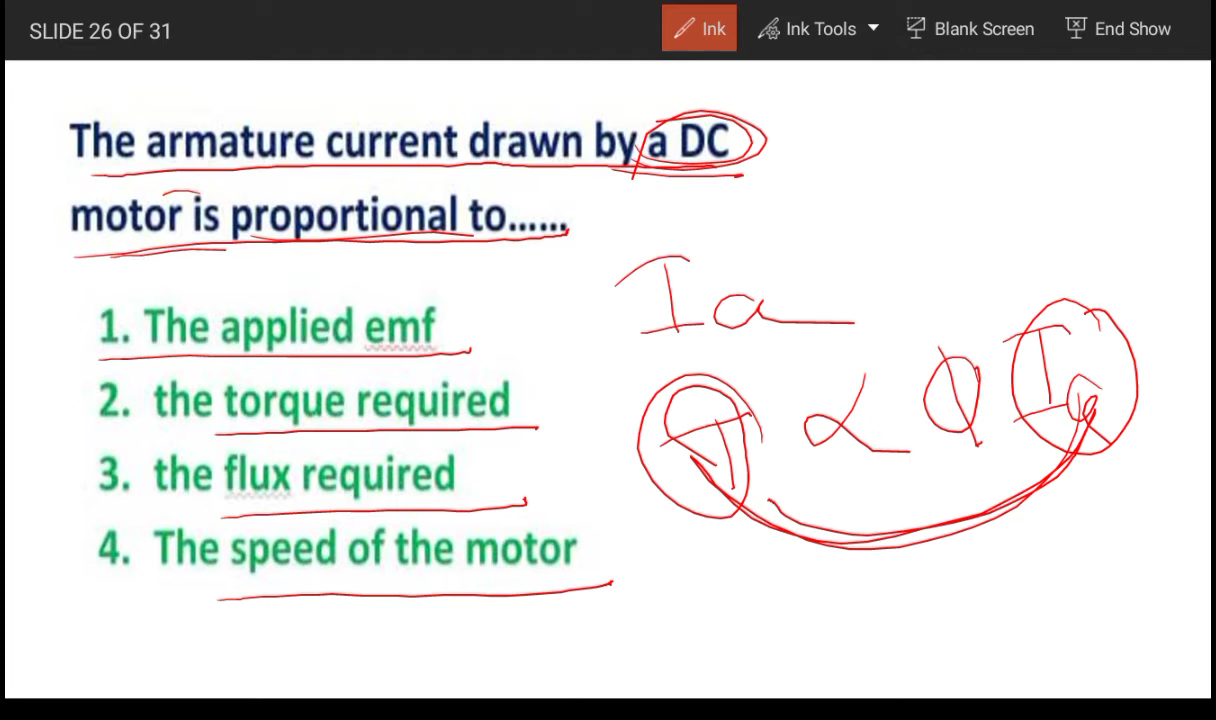 SLIDE 26 OF 31 Ink Ink Tools Blank Screen End Show
The armature current drawn by a DC
motor is proportional to......
1. The applied emf
2. the torque required
3. the flux required
4. The speed of the motor
Ia
T ∝ ϕ Ia